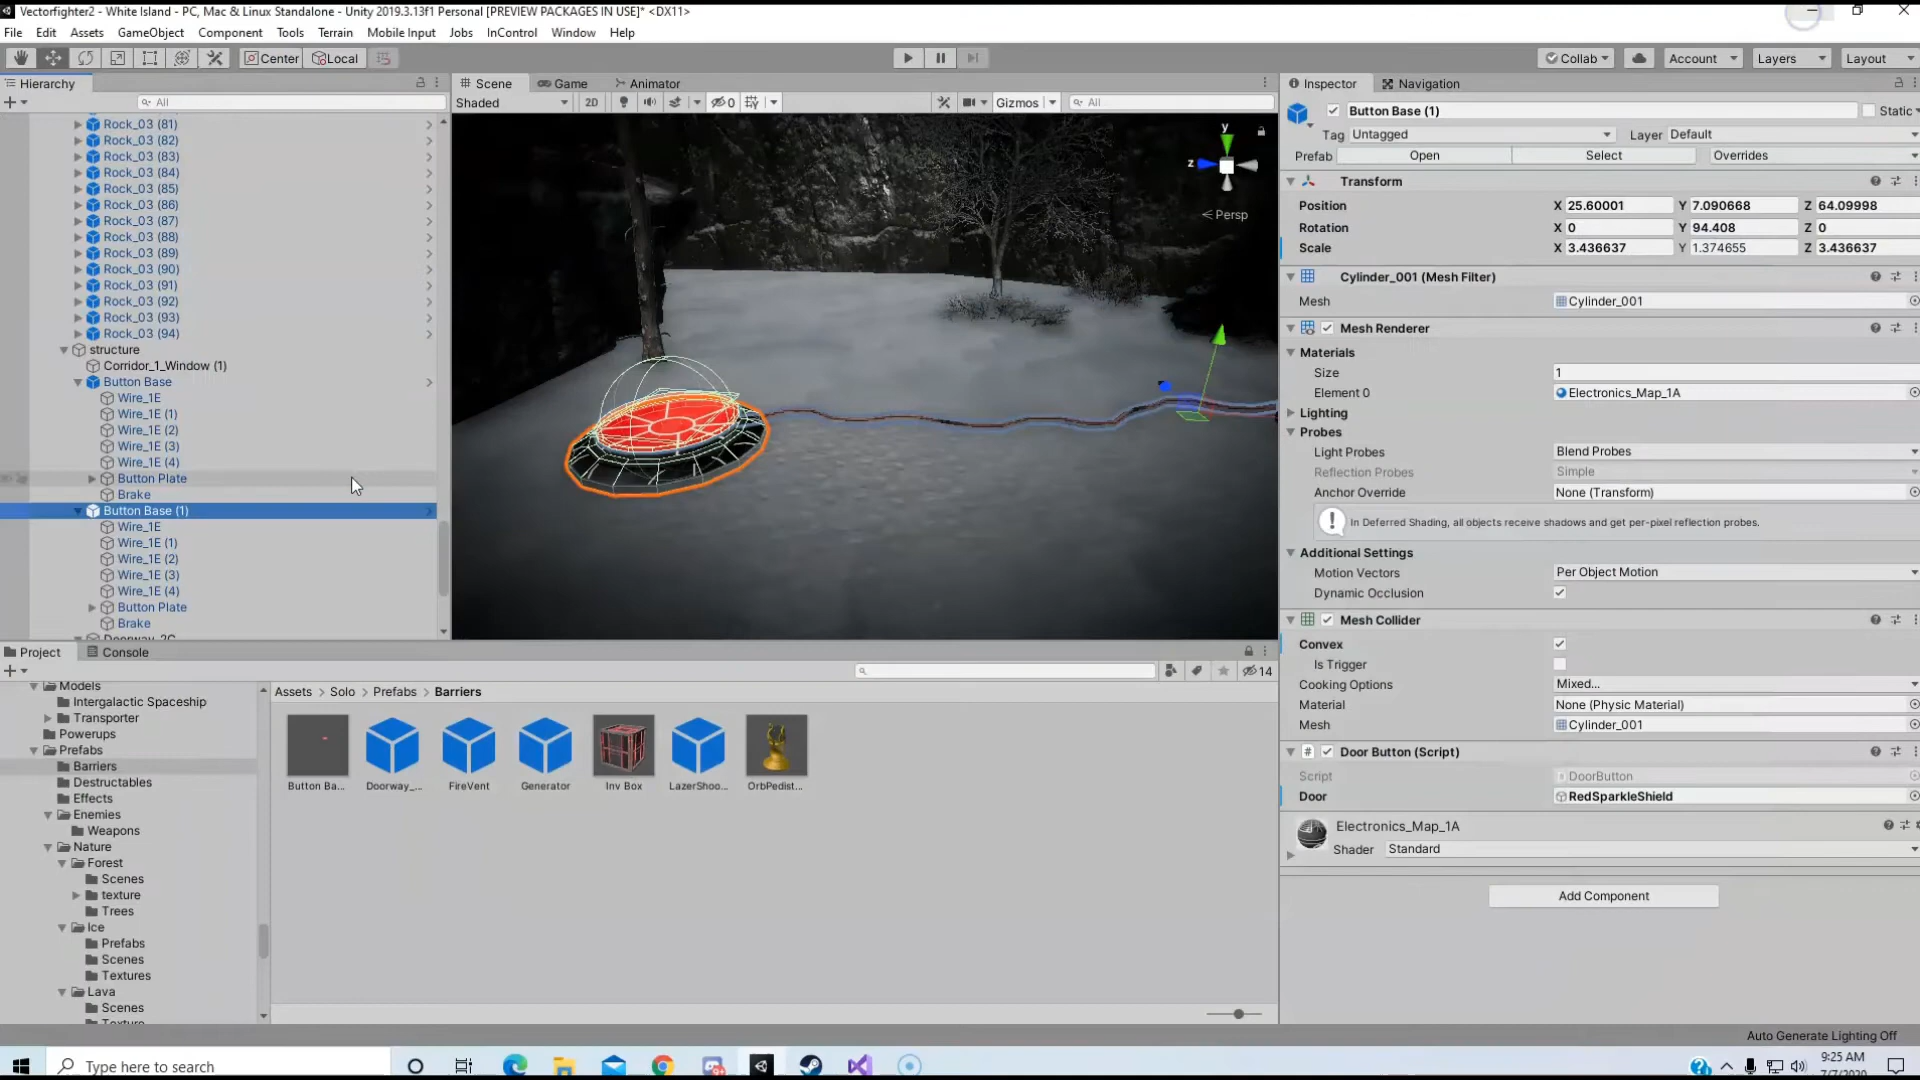 Vectorfighter2 - White Island - PC, Mac & Linux Standalone - Unity 2019.3.13f1 Personal [PREVIEW PACKAGES IN USE]* <DX11>
File Edit Assets GameObject Component Tools Terrain Mobile Input Jobs InControl Window Help
Center Local Collab Account Layers Layout
Hierarchy Scene Game Animator Inspector Navigation
All Shaded 2D 0 Gizmos All
Button Base (1) Static
Tag Untagged Layer Default
Prefab Open Select Overrides
Rock_03 (81)
Rock_03 (82)
Rock_03 (83)
Rock_03 (84)
Rock_03 (85)
Rock_03 (86)
Rock_03 (87)
Rock_03 (88)
Rock_03 (89)
Rock_03 (90)
Rock_03 (91)
Rock_03 (92)
Rock_03 (93)
Rock_03 (94)
structure
Corridor_1_Window (1)
Button Base
Wire_1E
Wire_1E (1)
Wire_1E (2)
Wire_1E (3)
Wire_1E (4)
Button Plate
Brake
Button Base (1)
Wire_1E
Wire_1E (1)
Wire_1E (2)
Wire_1E (3)
Wire_1E (4)
Button Plate
Brake
Doorway_2C
y
z
< Persp
Transform
Position X 25.60001 Y 7.090668 Z 64.09998
Rotation X 0 Y 94.408 Z 0
Scale X 3.436637 Y 1.374655 Z 3.436637
Cylinder_001 (Mesh Filter)
Mesh Cylinder_001
Mesh Renderer
Materials
Size 1
Element 0 Electronics_Map_1A
Lighting
Probes
Light Probes Blend Probes
Reflection Probes Simple
Anchor Override None (Transform)
In Deferred Shading, all objects receive shadows and get per-pixel reflection probes.
Additional Settings
Motion Vectors Per Object Motion
Dynamic Occlusion
Mesh Collider
Convex
Is Trigger
Cooking Options Mixed...
Material None (Physic Material)
Mesh Cylinder_001
Door Button (Script)
Script DoorButton
Door RedSparkleShield
Electronics_Map_1A
Shader Standard
Add Component
Project Console
14
Models
Intergalactic Spaceship
Transporter
Powerups
Prefabs
Barriers
Destructables
Effects
Enemies
Weapons
Nature
Forest
Scenes
texture
Trees
Ice
Prefabs
Scenes
Textures
Lava
Scenes
Texture
Assets > Solo > Prefabs > Barriers
Button Ba... Doorway_... FireVent Generator Inv Box LazerShoo... OrbPedist...
Auto Generate Lighting Off
Type here to search
9:25 AM
7/7/2020